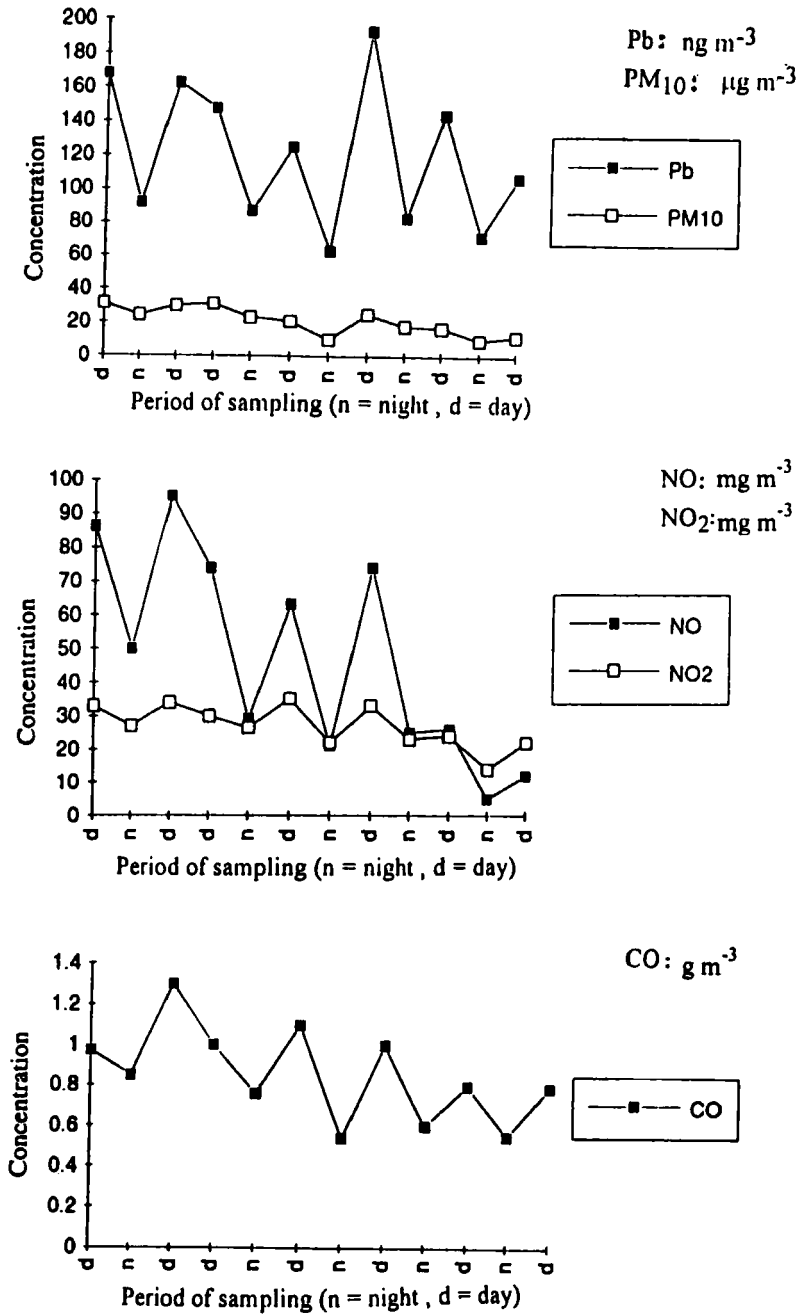 Pb: ng m-3
PM10: μg m-3
200
180
160
140
120
100
80
60
40
20
0
Concentration
Pb
PM10
d n d d n d n d n d n d
Period of sampling (n = night , d = day)
NO: mg m-3
NO2:mg m-3
100
90
80
70
60
50
40
30
20
10
0
Concentration
NO
NO2
d n d d n d n d n d n d
Period of sampling (n = night , d = day)
CO: g m-3
1.4
1.2
1
0.8
0.6
0.4
0.2
0
Concentration
CO
d n d d n d n d n d n d
Period of sampling (n = night , d = day)